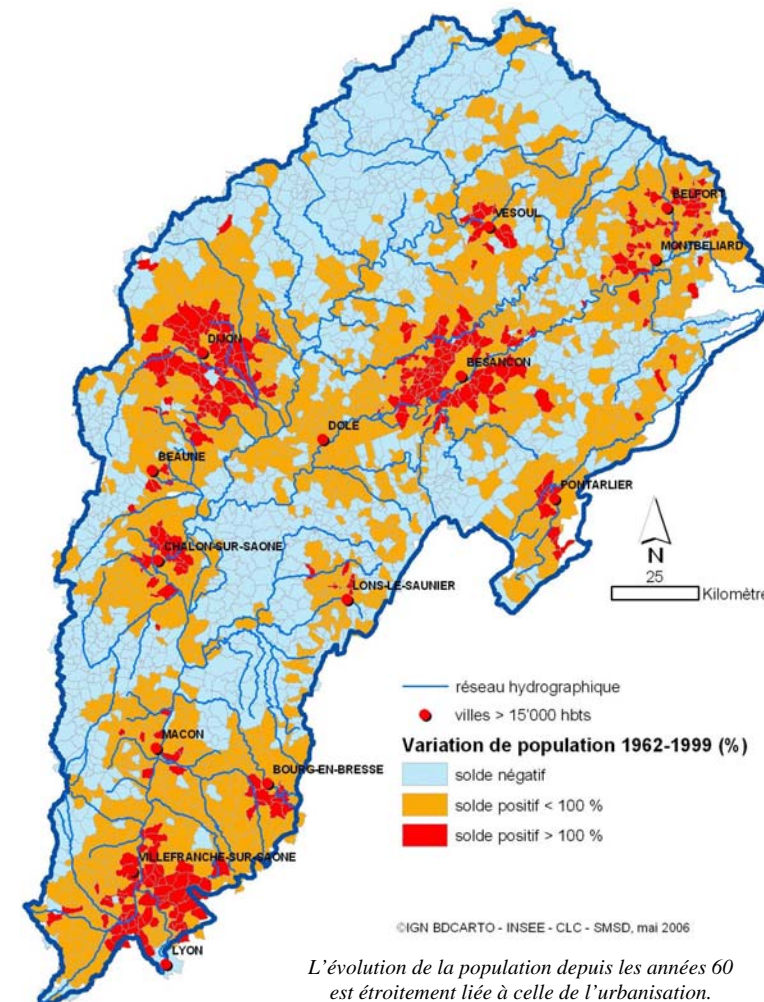 BELFORT
VESOUL
MONTBELIARD
DIJON
BESANCON
DOLE
BEAUNE
PONTARLIER
CHALON-SUR-SAONE
LONS-LE-SAUNIER
N
25
Kilomètre
réseau hydrographique
villes > 15'000 hbts
Variation de population 1962-1999 (%)
solde négatif
solde positif < 100 %
solde positif > 100 %
MACON
BOURG-EN-BRESSE
VILLEFRANCHE-SUR-SAONE
LYON
©IGN BDCARTO - INSEE - CLC - SMSD, mai 2006
L'évolution de la population depuis les années 60
est étroitement liée à celle de l'urbanisation.